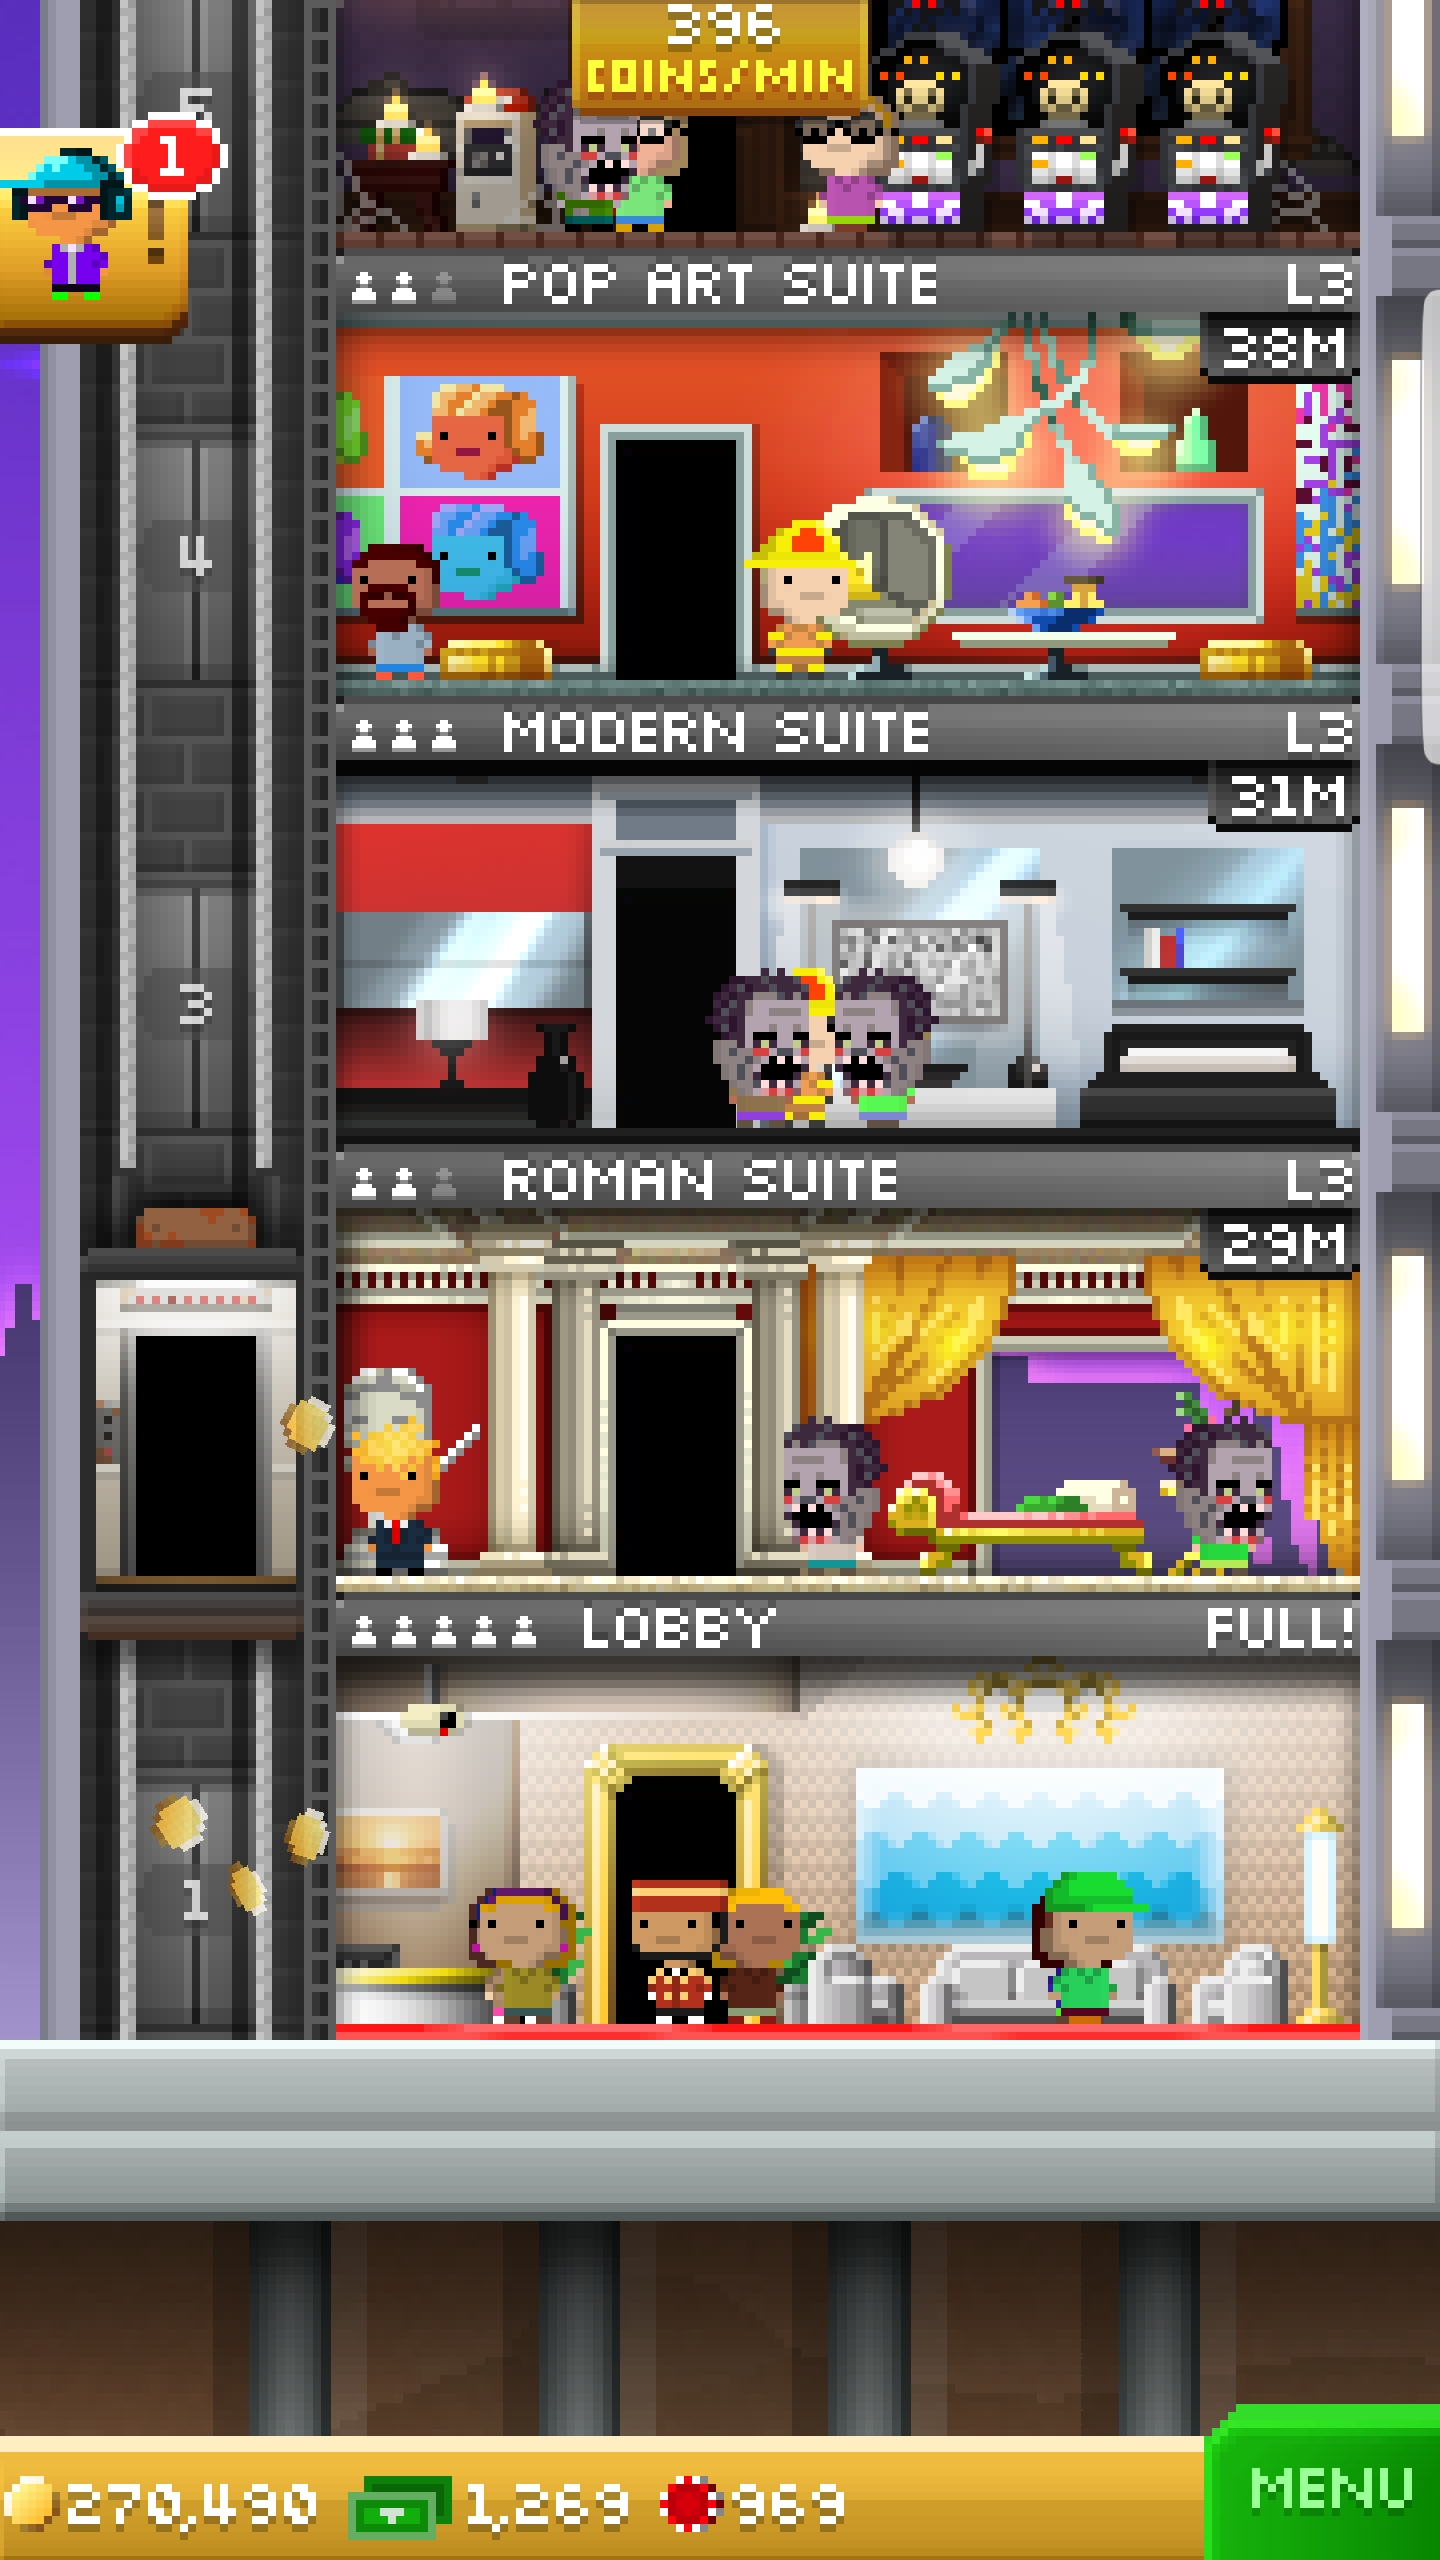 396
COINS/MIN
5
1
!
POP ART SUITE L3
38M
4
MODERN SUITE L3
31M
3
ROMAN SUITE L3
29M
LOBBY FULL!
1
270,490 1,269 969
MENU